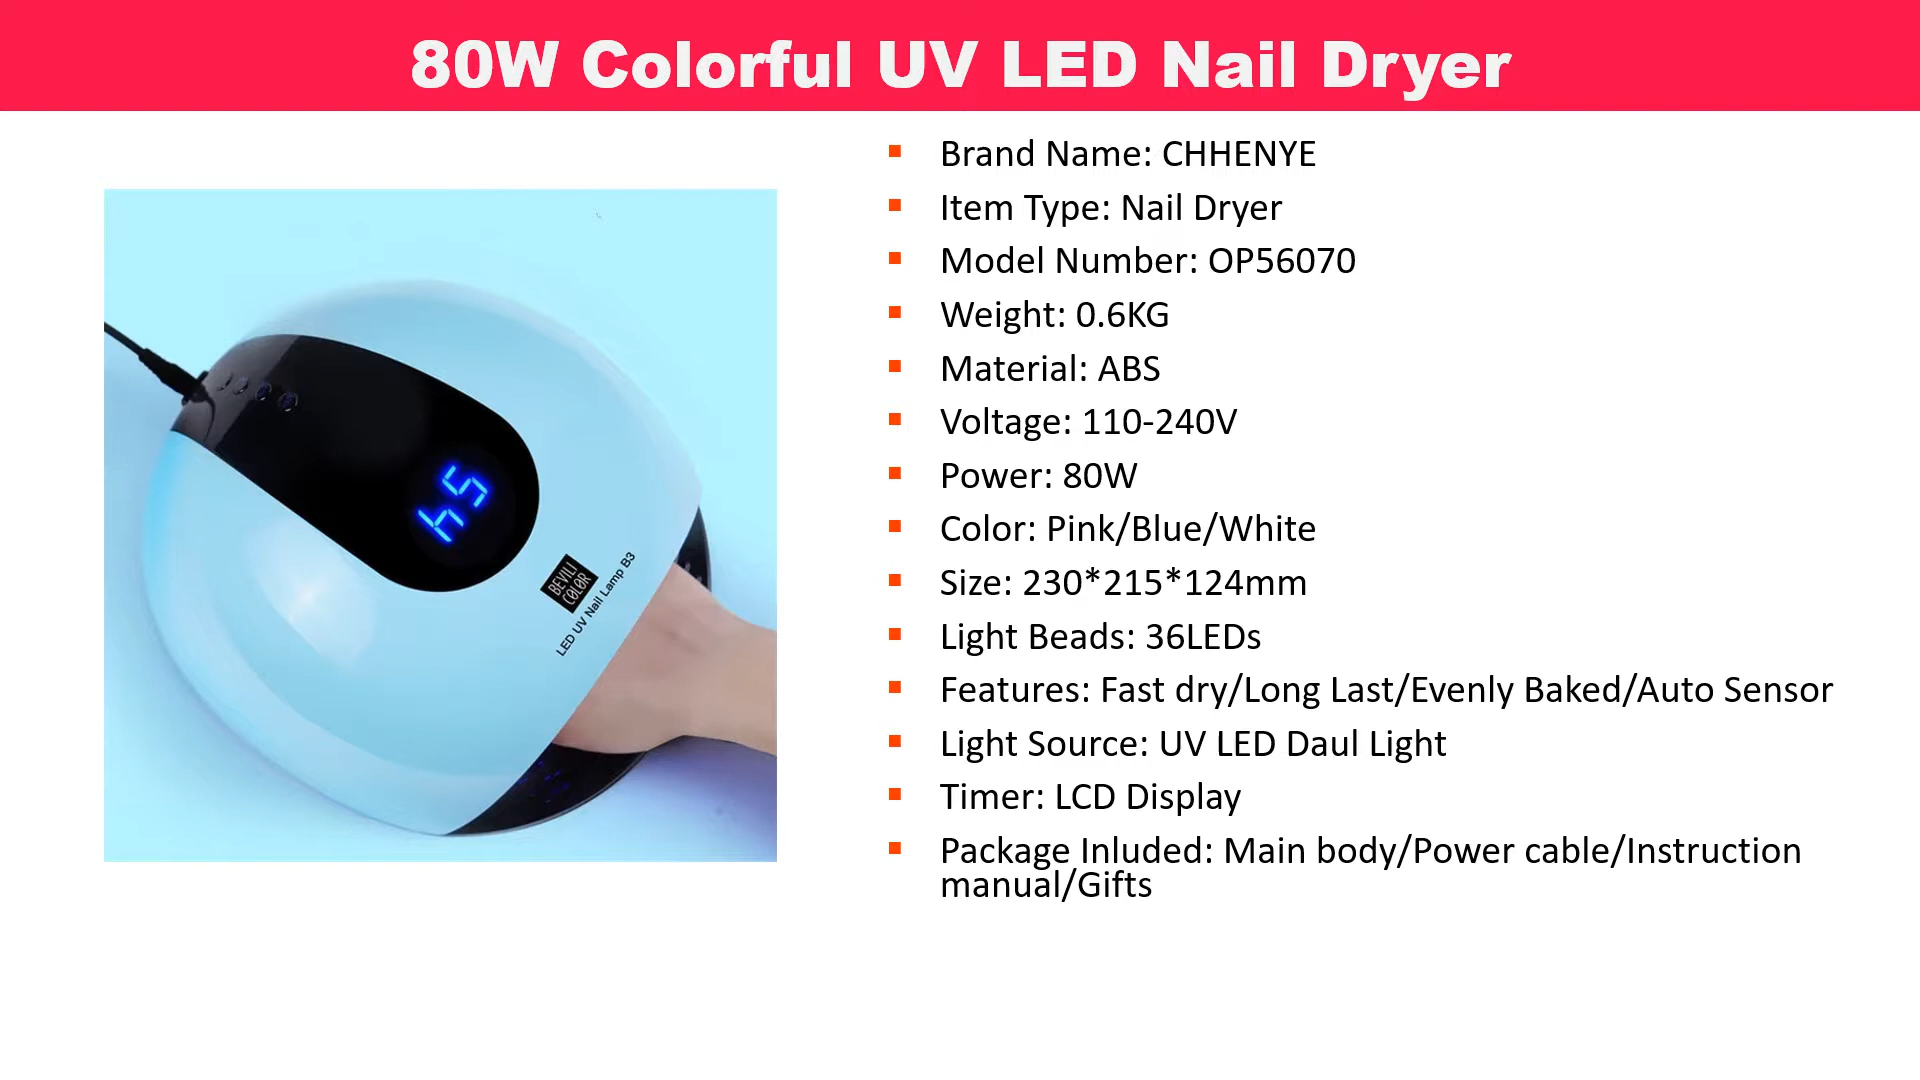 80W Colorful UV LED Nail Dryer
Brand Name: CHHENYE
Item Type: Nail Dryer
Model Number: OP56070
Weight: 0.6KG
Material: ABS
Voltage: 110-240V
Power: 80W
Color: Pink/Blue/White
Size: 230*215*124mm
Light Beads: 36LEDs
Features: Fast dry/Long Last/Evenly Baked/Auto Sensor
Light Source: UV LED Daul Light
Timer: LCD Display
Package Inluded: Main body/Power cable/Instruction
manual/Gifts
54
BEVILI
COLOR
LED UV Nail Lamp B3